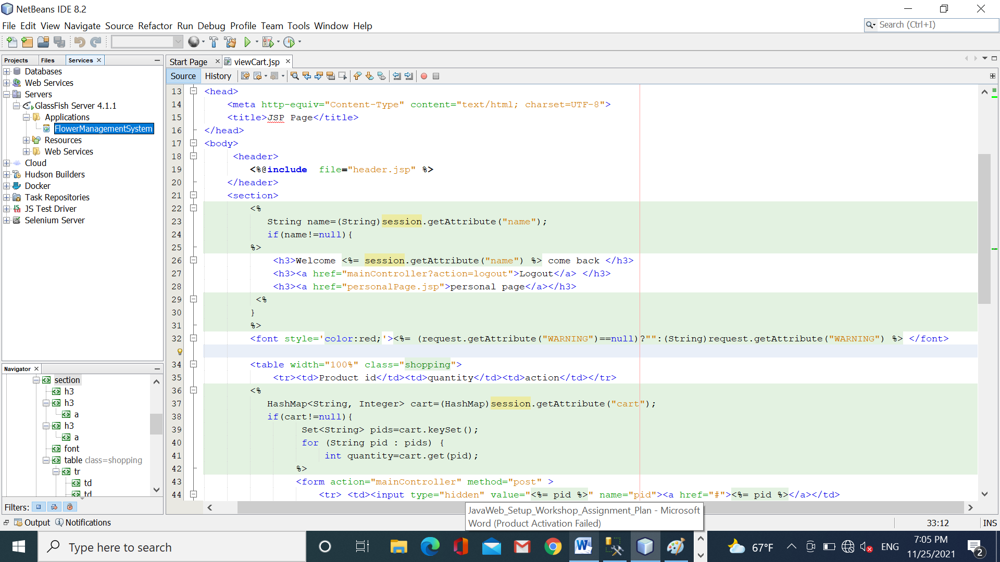 NetBeans IDE 8.2
File Edit View Navigate Source Refactor Run Debug Profile Team Tools Window Help
Search (Ctrl+I)
Projects Files Services
Databases
Web Services
Servers
GlassFish Server 4.1.1
Applications
FlowerManagementSystem
Resources
Web Services
Cloud
Hudson Builders
Docker
Task Repositories
JS Test Driver
Selenium Server
Navigator
section
h3
h3
a
h3
a
font
table class=shopping
tr
td
td
Filters:
Start Page viewCart.jsp
Source History
13 <head>
14 <meta http-equiv="Content-Type" content="text/html; charset=UTF-8">
15 <title>JSP Page</title>
16 </head>
17 <body>
18 <header>
19 <%@include file="header.jsp" %>
20 </header>
21 <section>
22 <%
23 String name=(String)session.getAttribute("name");
24 if(name!=null){
25 %>
26 <h3>Welcome <%= session.getAttribute("name") %> come back </h3>
27 <h3><a href="mainController?action=logout">Logout</a> </h3>
28 <h3><a href="personalPage.jsp">personal page</a></h3>
29 <%
30 }
31 %>
32 <font style='color:red;'><%= (request.getAttribute("WARNING")==null)?"":(String)request.getAttribute("WARNING") %> </font>
34 <table width="100%" class="shopping">
35 <tr><td>Product id</td><td>quantity</td><td>action</td></tr>
36 <%
37 HashMap<String, Integer> cart=(HashMap)session.getAttribute("cart");
38 if(cart!=null){
39 Set<String> pids=cart.keySet();
40 for (String pid : pids) {
41 int quantity=cart.get(pid);
42 %>
43 <form action="mainController" method="post" >
44 <tr> <td><input type="hidden" value="<%= pid %>" name="pid"><a href="#"><%= pid %></a></td>
JavaWeb_Setup_Workshop_Assignment_Plan - Microsoft
Word (Product Activation Failed)
Output Notifications
33:12 INS
Type here to search
67°F
ENG
7:05 PM
11/25/2021
2